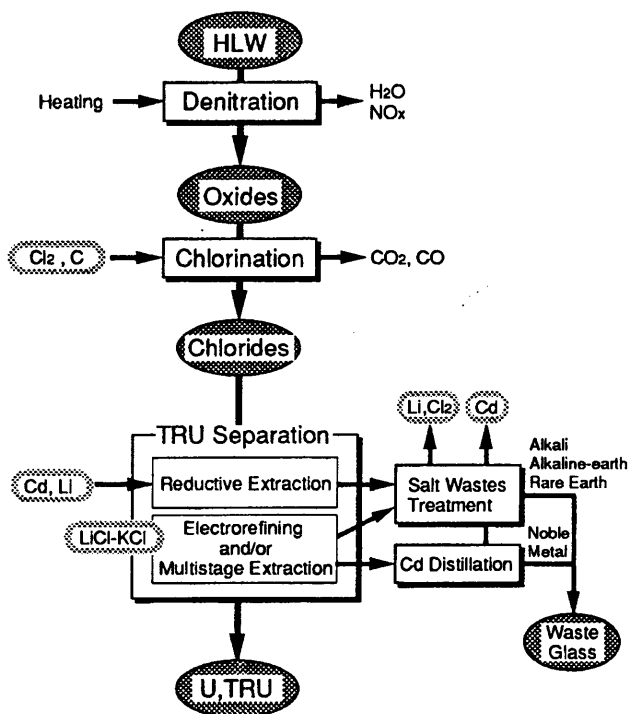 HLW
Heating
Denitration
H₂O
NOx
Oxides
Cl₂ , C
Chlorination
CO₂, CO
Chlorides
Li,Cl₂
Cd
TRU Separation
Alkali
Alkaline-earth
Rare Earth
Cd, Li
Reductive Extraction
Salt Wastes
Treatment
LiCl-KCl
Electrorefining
and/or
Multistage Extraction
Noble
Metal
Cd Distillation
Waste
Glass
U,TRU